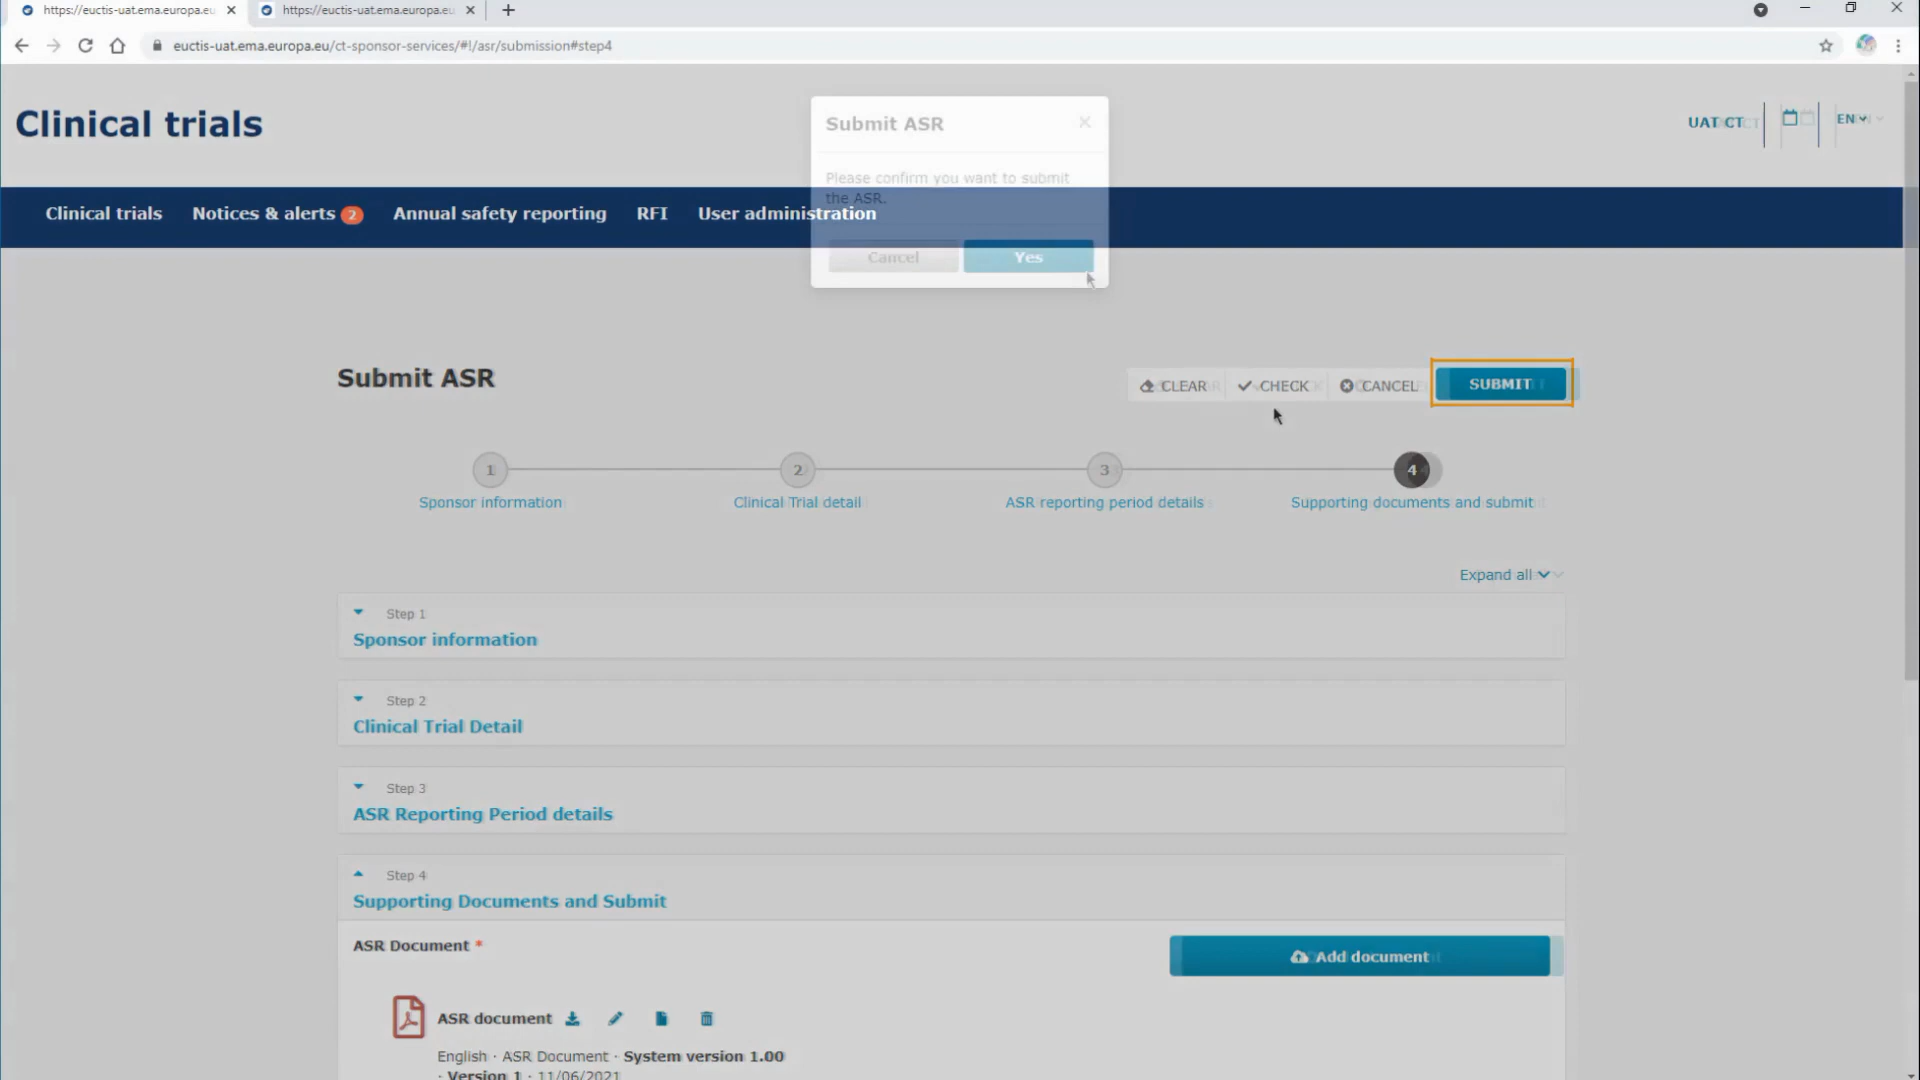 https://euctis-uat.ema.europa.eu
https://euctis-uat.ema.europa.eu
euctis-uat.ema.europa.eu/ct-sponsor-services/#!/asr/submission#step4
Clinical trials
UAT CT
EN
Submit ASR
Please confirm you want to submit
the ASR.
Cancel
Yes
Clinical trials
Notices & alerts 2
Annual safety reporting
RFI
User administration
Submit ASR
CLEAR
CHECK
CANCEL
SUBMIT
1
2
3
4
Sponsor information
Clinical Trial detail
ASR reporting period details
Supporting documents and submit
Expand all
Step 1
Sponsor information
Step 2
Clinical Trial Detail
Step 3
ASR Reporting Period details
Step 4
Supporting Documents and Submit
ASR Document *
Add document
ASR document
English · ASR Document · System version 1.00
· Version 1 · 11/06/2021